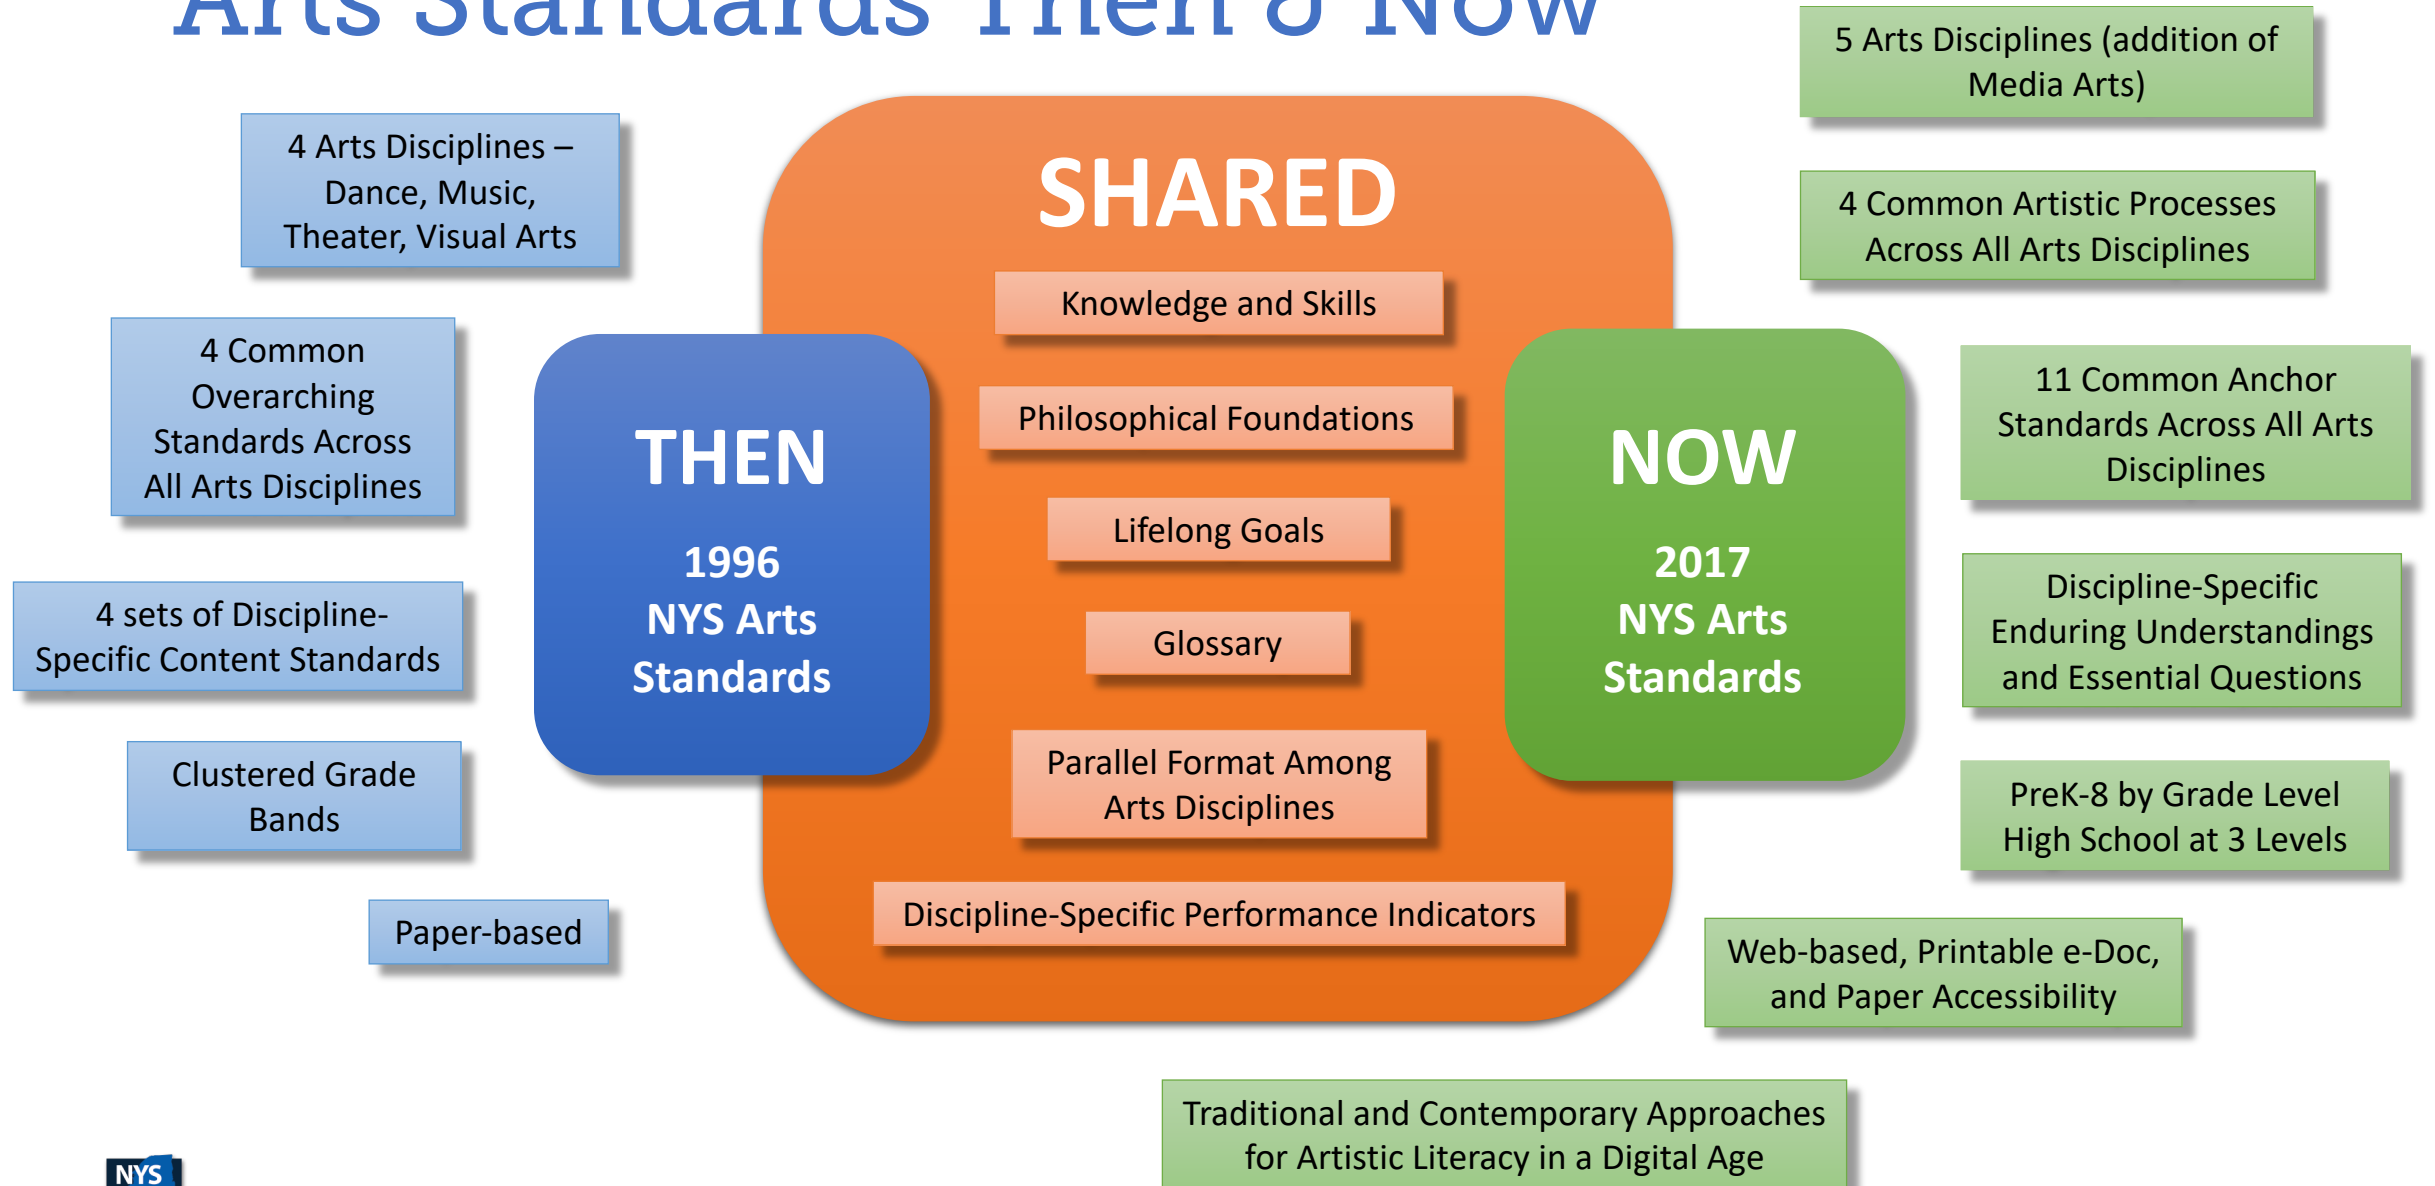 Arts Standards Then & Now
4 Arts Disciplines –
Dance, Music,
Theater, Visual Arts
4 Common
Overarching
Standards Across
All Arts Disciplines
4 sets of Discipline-
Specific Content Standards
Clustered Grade
Bands
Paper-based
THEN
1996
NYS Arts
Standards
SHARED
Knowledge and Skills
Philosophical Foundations
Lifelong Goals
Glossary
Parallel Format Among
Arts Disciplines
Discipline-Specific Performance Indicators
NOW
2017
NYS Arts
Standards
5 Arts Disciplines (addition of
Media Arts)
4 Common Artistic Processes
Across All Arts Disciplines
11 Common Anchor
Standards Across All Arts
Disciplines
Discipline-Specific
Enduring Understandings
and Essential Questions
PreK-8 by Grade Level
High School at 3 Levels
Web-based, Printable e-Doc,
and Paper Accessibility
Traditional and Contemporary Approaches
for Artistic Literacy in a Digital Age
NYS